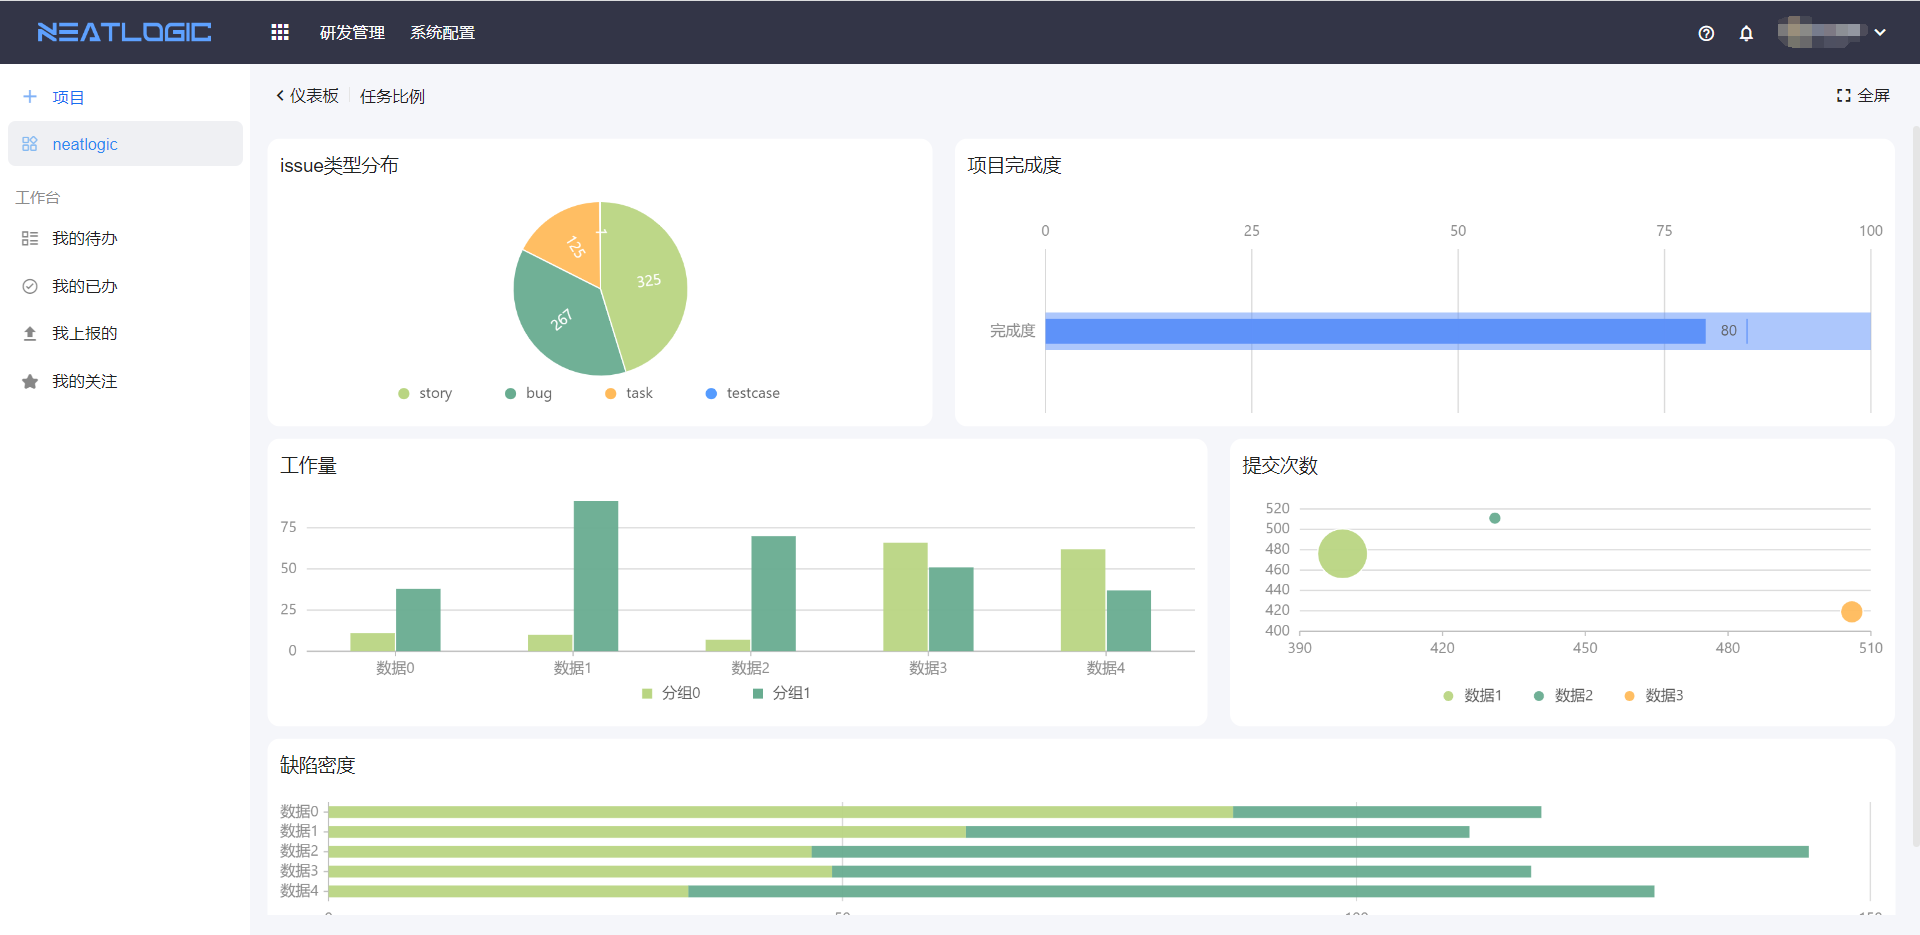 NEATLOGIC 研发管理 系统配置
项目
neatlogic
工作台
我的待办
我的已办
我上报的
我的关注
仪表板 任务比例 全屏
issue类型分布
1
125
325
267
story bug task testcase
项目完成度
0 25 50 75 100
完成度 80
工作量
75
50
25
0
数据0 数据1 数据2 数据3 数据4
分组0 分组1
提交次数
520
500
480
460
440
420
400
390 420 450 480 510
数据1 数据2 数据3
缺陷密度
数据0
数据1
数据2
数据3
数据4